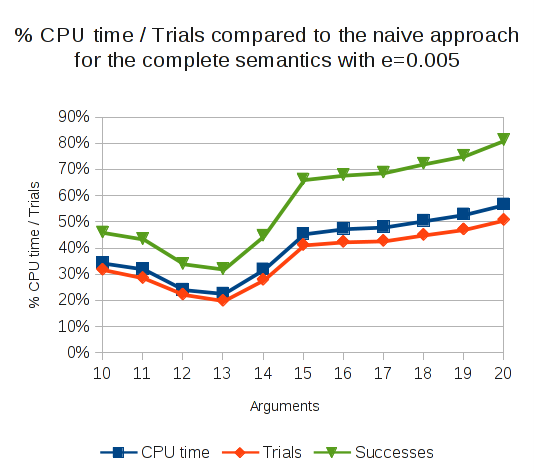 % CPU time / Trials compared to the naive approach
for the complete semantics with e=0.005
% CPU time / Trials
90%
80%
70%
60%
50%
40%
30%
20%
10%
0%
10 11 12 13 14 15 16 17 18 19 20
Arguments
CPU time Trials Successes